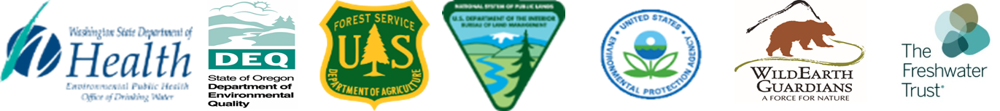 Washington State Department of
Health
Environmental Public Health
Office of Drinking Water
DEQ
State of Oregon
Department of
Environmental
Quality
FOREST SERVICE
U S
DEPARTMENT OF AGRICULTURE
NATIONAL SYSTEM OF PUBLIC LANDS
U.S. DEPARTMENT OF THE INTERIOR
BUREAU OF LAND MANAGEMENT
UNITED STATES
ENVIRONMENTAL PROTECTION AGENCY
WILDEARTH
GUARDIANS
A FORCE FOR NATURE
The
Freshwater
Trust®